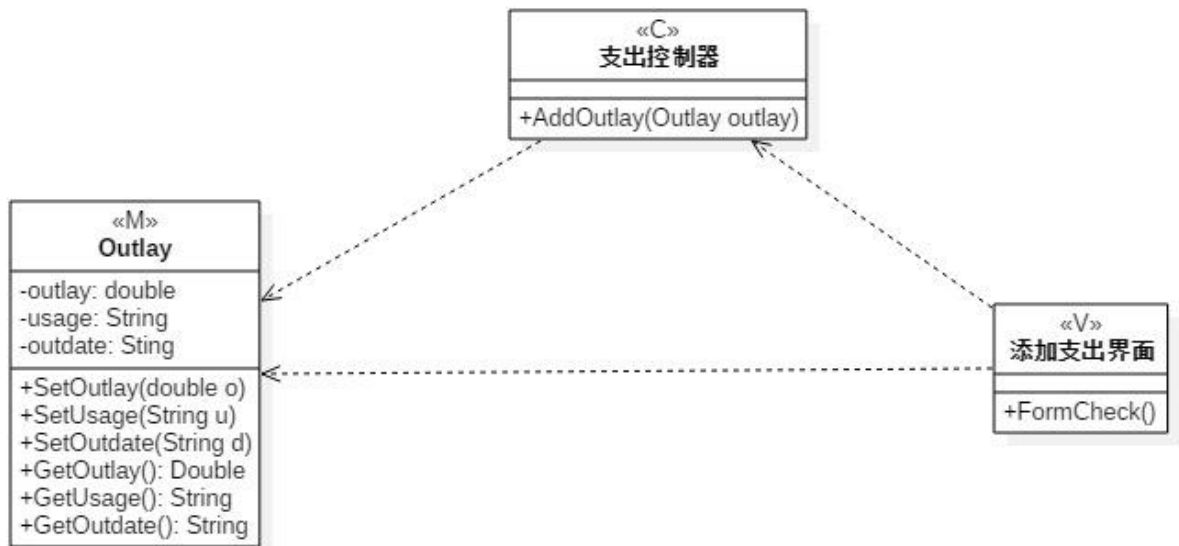 «C»
支出控制器
+AddOutlay(Outlay outlay)
«M»
Outlay
-outlay: double
-usage: String
-outdate: Sting
+SetOutlay(double o)
+SetUsage(String u)
+SetOutdate(String d)
+GetOutlay(): Double
+GetUsage(): String
+GetOutdate(): String
«V»
添加支出界面
+FormCheck()